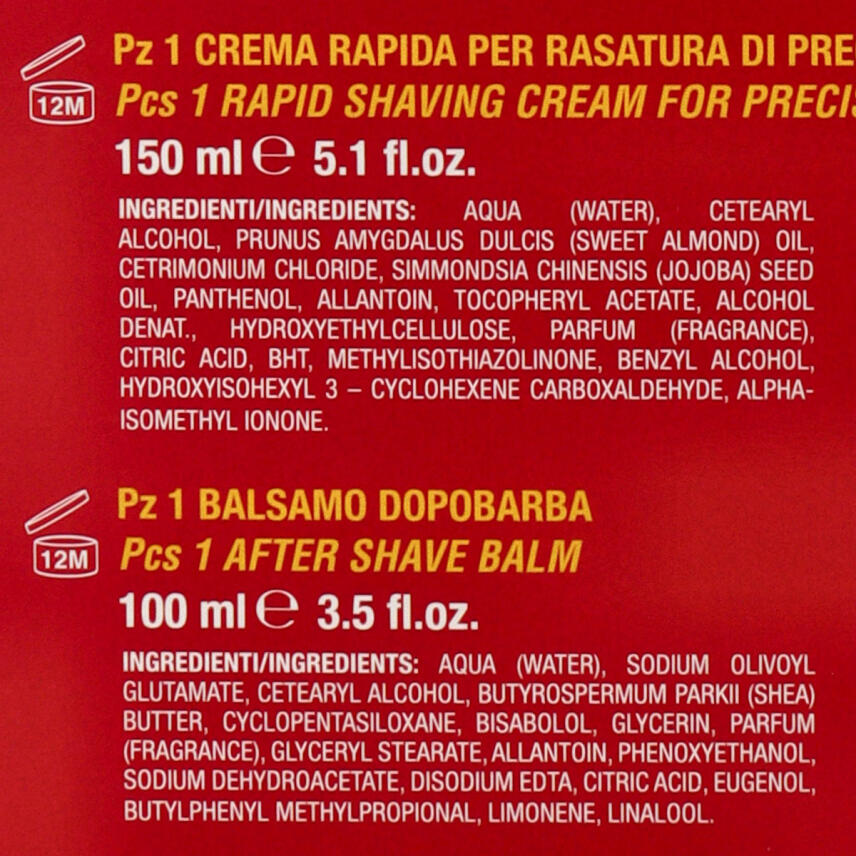 Pz 1 CREMA RAPIDA PER RASATURA DI PRE
12M
Pcs 1 RAPID SHAVING CREAM FOR PRECIS
150 ml ℮ 5.1 fl.oz.
INGREDIENTI/INGREDIENTS: AQUA (WATER), CETEARYL
ALCOHOL, PRUNUS AMYGDALUS DULCIS (SWEET ALMOND) OIL,
CETRIMONIUM CHLORIDE, SIMMONDSIA CHINENSIS (JOJOBA) SEED
OIL, PANTHENOL, ALLANTOIN, TOCOPHERYL ACETATE, ALCOHOL
DENAT., HYDROXYETHYLCELLULOSE, PARFUM (FRAGRANCE),
CITRIC ACID, BHT, METHYLISOTHIAZOLINONE, BENZYL ALCOHOL,
HYDROXYISOHEXYL 3 – CYCLOHEXENE CARBOXALDEHYDE, ALPHA-
ISOMETHYL IONONE.
Pz 1 BALSAMO DOPOBARBA
12M
Pcs 1 AFTER SHAVE BALM
100 ml ℮ 3.5 fl.oz.
INGREDIENTI/INGREDIENTS: AQUA (WATER), SODIUM OLIVOYL
GLUTAMATE, CETEARYL ALCOHOL, BUTYROSPERMUM PARKII (SHEA)
BUTTER, CYCLOPENTASILOXANE, BISABOLOL, GLYCERIN, PARFUM
(FRAGRANCE), GLYCERYL STEARATE, ALLANTOIN, PHENOXYETHANOL,
SODIUM DEHYDROACETATE, DISODIUM EDTA, CITRIC ACID, EUGENOL,
BUTYLPHENYL METHYLPROPIONAL, LIMONENE, LINALOOL.